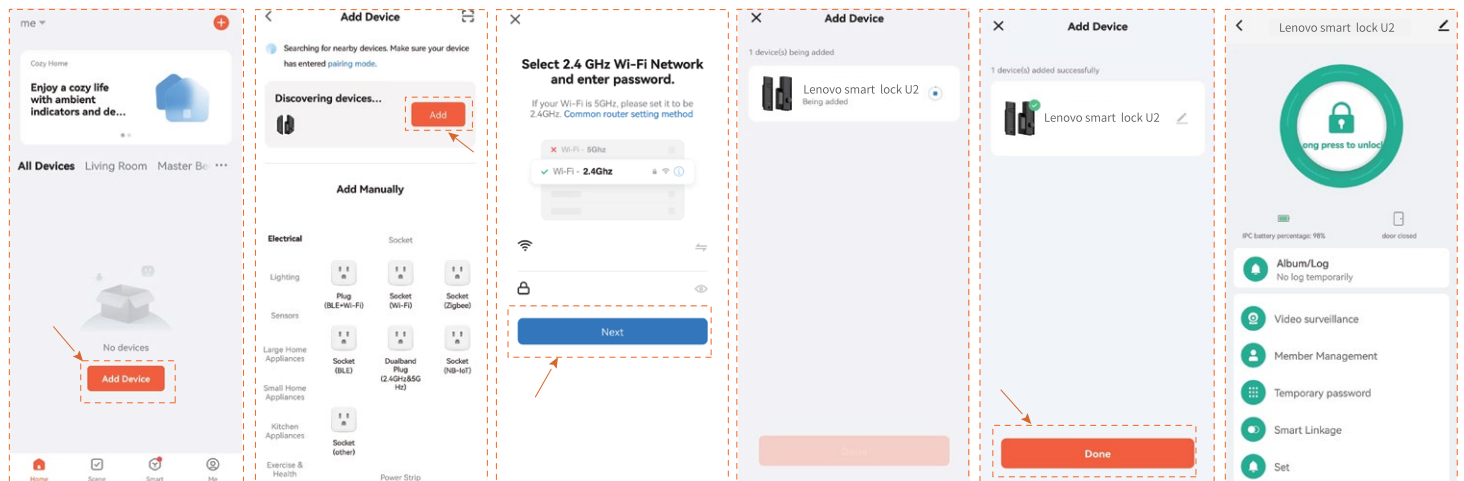 me
Cozy Home
Enjoy a cozy life
with ambient
indicators and de...
All Devices Living Room Master Be ...
No devices
Add Device
Home Scene Smart Me
Add Device
Searching for nearby devices. Make sure your device
has entered pairing mode.
Discovering devices...
Add
Add Manually
Electrical
Lighting
Sensors
Large Home
Appliances
Small Home
Appliances
Kitchen
Appliances
Exercise &
Health
Socket
Plug
(BLE+Wi-Fi)
Socket
(Wi-Fi)
Socket
(Zigbee)
Socket
(BLE)
Dualband
Plug
(2.4GHz&5G
Hz)
Socket
(NB-IoT)
Socket
(other)
Power Strip
Select 2.4 GHz Wi-Fi Network
and enter password.
If your Wi-Fi is 5GHz, please set it to be
2.4GHz. Common router setting method
Wi-Fi - 5Ghz
Wi-Fi - 2.4Ghz
Next
Add Device
1 device(s) being added
Lenovo smart lock U2
Being added
Add Device
1 device(s) added successfully
Lenovo smart lock U2
Done
Lenovo smart lock U2
ong press to unloc
IPC battery percentage: 98%
door closed
Album/Log
No log temporarily
Video surveillance
Member Management
Temporary password
Smart Linkage
Set